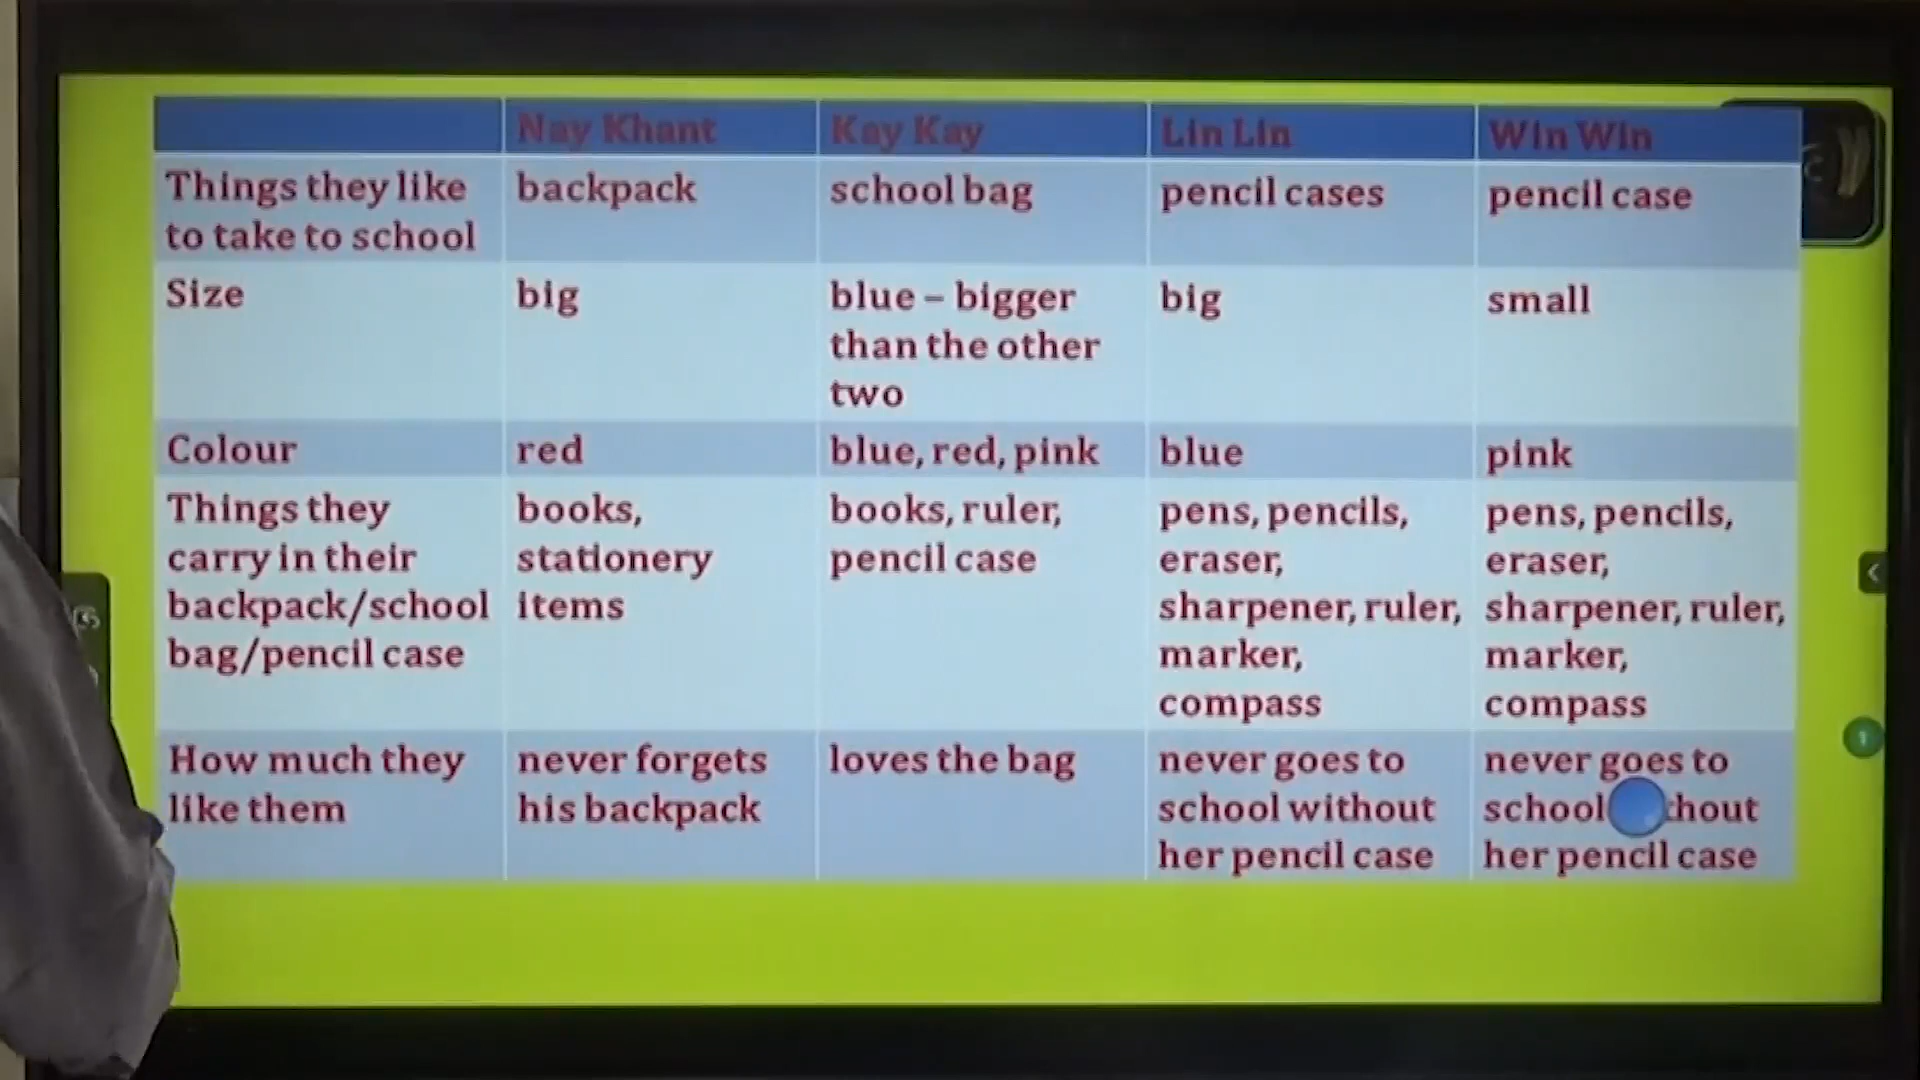 Nay Khant
Kay Kay
Lin Lin
Win Win
Things they like
to take to school
backpack
school bag
pencil cases
pencil case
Size
big
blue – bigger
than the other
two
big
small
Colour
red
blue, red, pink
blue
pink
Things they
carry in their
backpack/school
bag/pencil case
books,
stationery
items
books, ruler,
pencil case
pens, pencils,
eraser,
sharpener, ruler,
marker,
compass
pens, pencils,
eraser,
sharpener, ruler,
marker,
compass
How much they
like them
never forgets
his backpack
loves the bag
never goes to
school without
her pencil case
never goes to
school
her pencil case
1